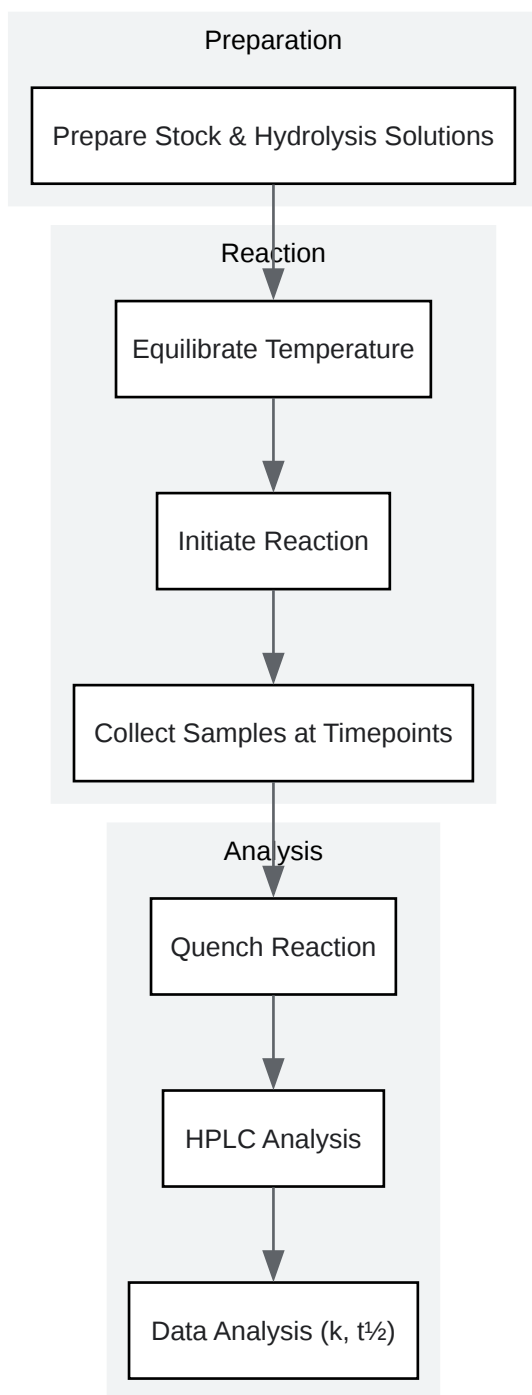 Preparation
Prepare Stock & Hydrolysis Solutions
Reaction
Equilibrate Temperature
Initiate Reaction
Collect Samples at Timepoints
Analysis
Quench Reaction
HPLC Analysis
Data Analysis (k, t½)